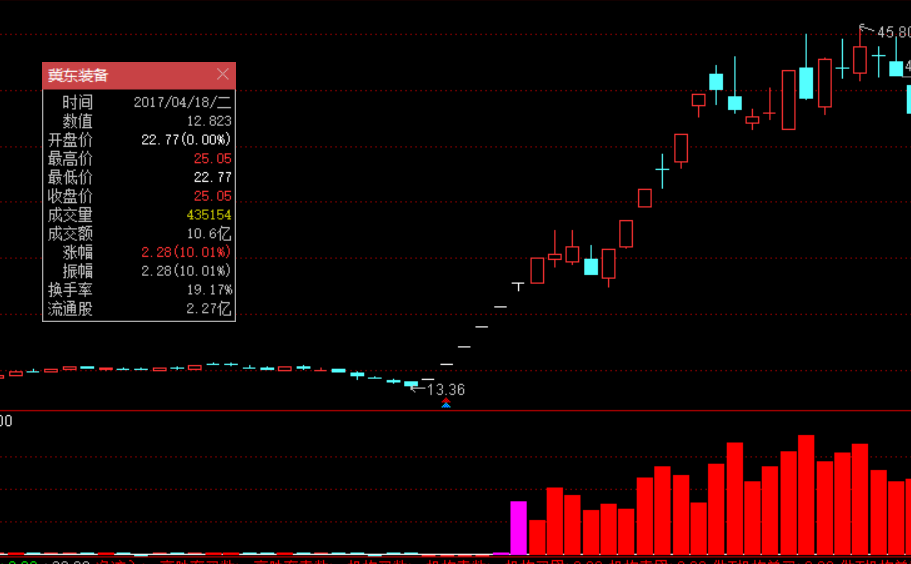 冀东装备
时间 2017/04/18/二
数值 12.823
开盘价 22.77(0.00%)
最高价 25.05
最低价 22.77
收盘价 25.05
成交量 435154
成交额 10.6亿
涨幅 2.28(10.01%)
振幅 2.28(10.01%)
换手率 19.17%
流通股 2.27亿
45.80
13.36
00